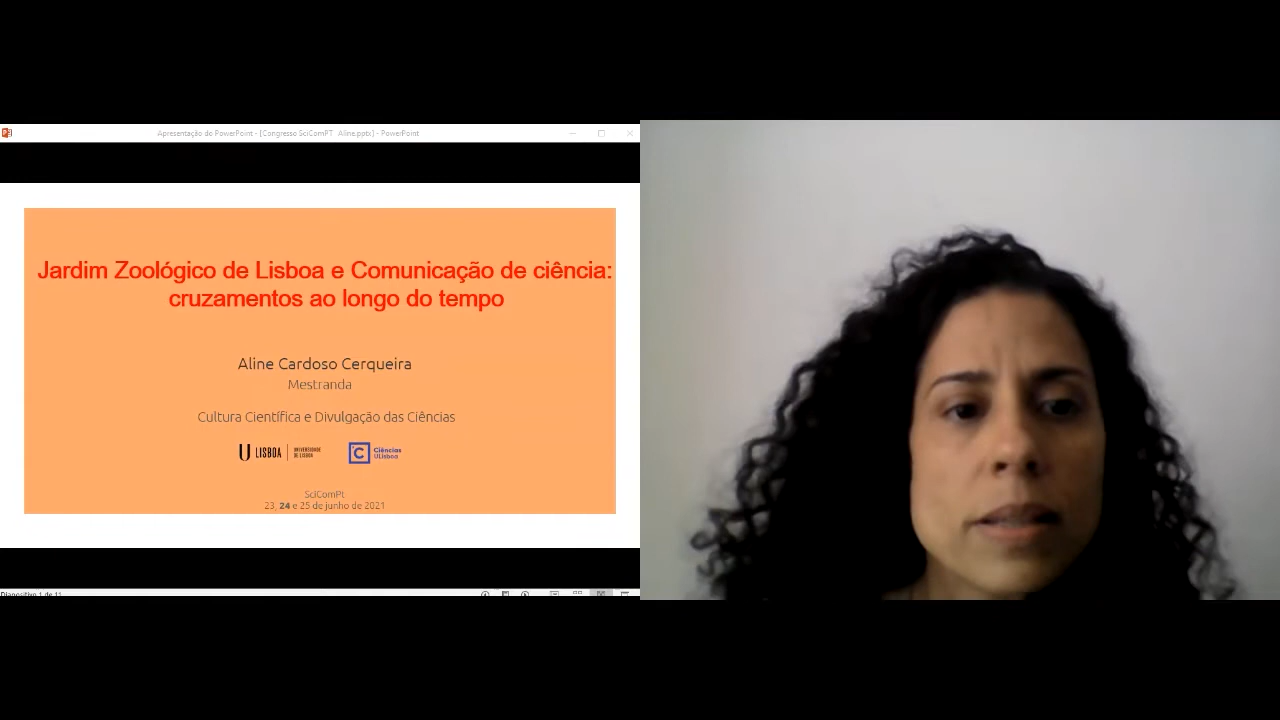 Apresentação do PowerPoint - [Congresso SciComPT Aline.pptx] - PowerPoint
Jardim Zoológico de Lisboa e Comunicação de ciência:
cruzamentos ao longo do tempo
Aline Cardoso Cerqueira
Mestranda
Cultura Científica e Divulgação das Ciências
U LISBOA UNIVERSIDADE
DE LISBOA
C Ciências
ULisboa
SciComPt
23, 24 e 25 de junho de 2021
Diapositivo 1 de 11